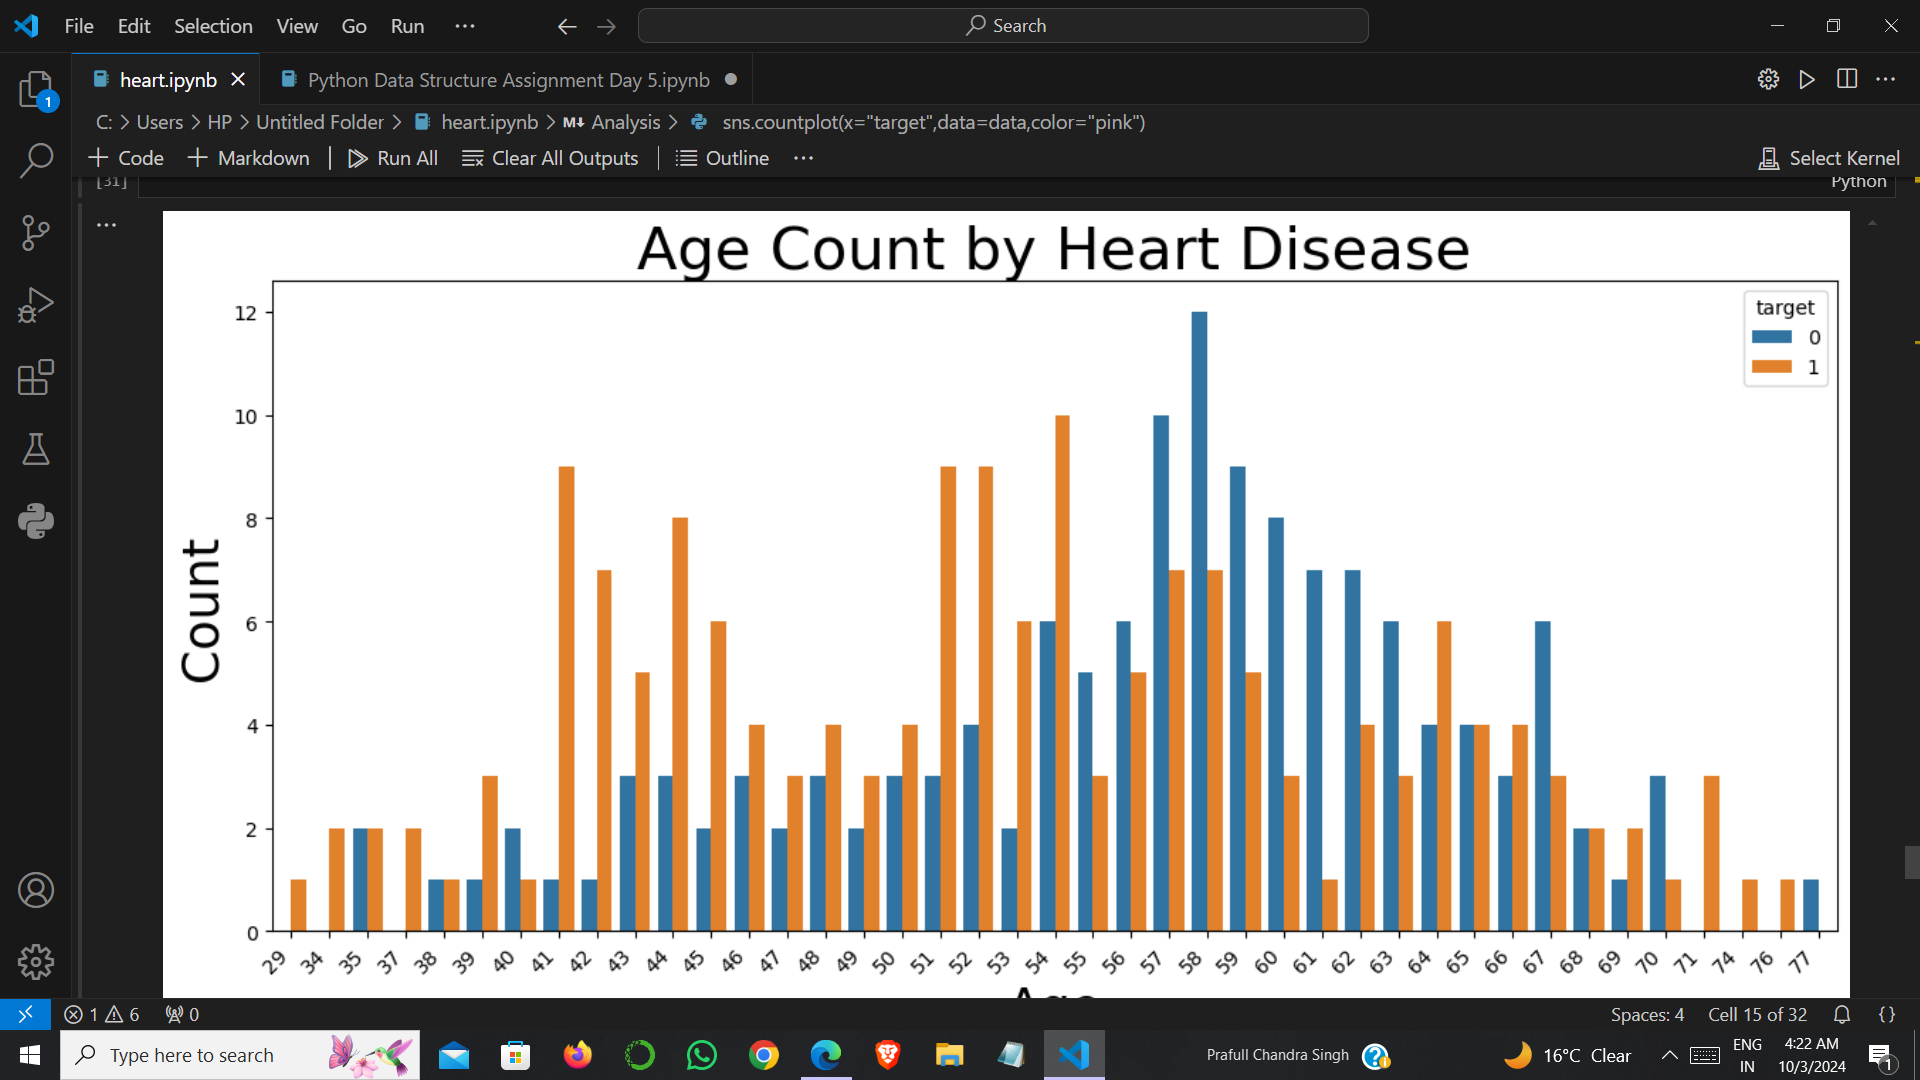 File Edit Selection View Go Run ··· Search
heart.ipynb Python Data Structure Assignment Day 5.ipynb
1
C: > Users > HP > Untitled Folder > heart.ipynb > M↓ Analysis > sns.countplot(x="target",data=data,color="pink")
+ Code + Markdown | Run All Clear All Outputs | Outline ··· Select Kernel
[31] Python
Age Count by Heart Disease
target
0
1
Count
12
10
8
6
4
2
0
29 34 35 37 38 39 40 41 42 43 44 45 46 47 48 49 50 51 52 53 54 55 56 57 58 59 60 61 62 63 64 65 66 67 68 69 70 71 74 76 77
Age
1 6 0 Spaces: 4 Cell 15 of 32 {}
Type here to search Prafull Chandra Singh 16°C Clear ENG IN 4:22 AM 10/3/2024 1